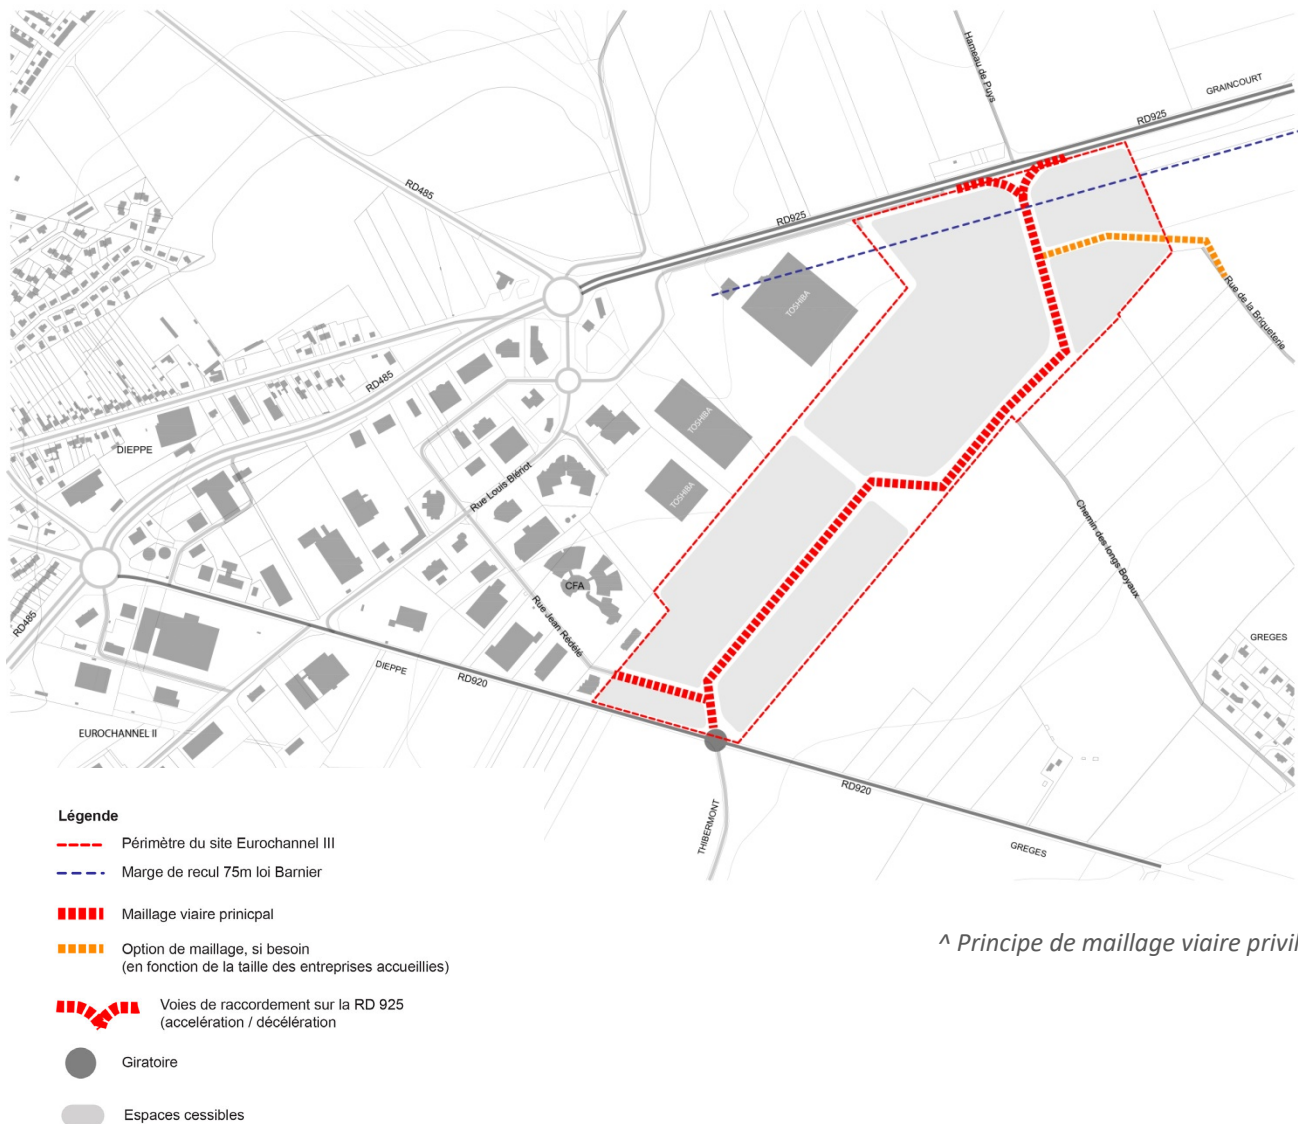 Hameau de Puys
GRAINCOURT
RD925
RD485
RD925
TOSHIBA
Rue de la Briqueterie
RD485
TOSHIBA
DIEPPE
Rue Louis Blériot
TOSHIBA
Chemin des longs Boyaux
CFA
Rue Jean Rédélé
RD485
GREGES
DIEPPE
RD920
EUROCHANNEL II
RD920
THIBERMONT
GREGES
Légende
Périmètre du site Eurochannel III
Marge de recul 75m loi Barnier
Maillage viaire prinicpal
Option de maillage, si besoin
(en fonction de la taille des entreprises accueillies)
Voies de raccordement sur la RD 925
(accelération / décélération
Giratoire
Espaces cessibles
^ Principe de maillage viaire privil